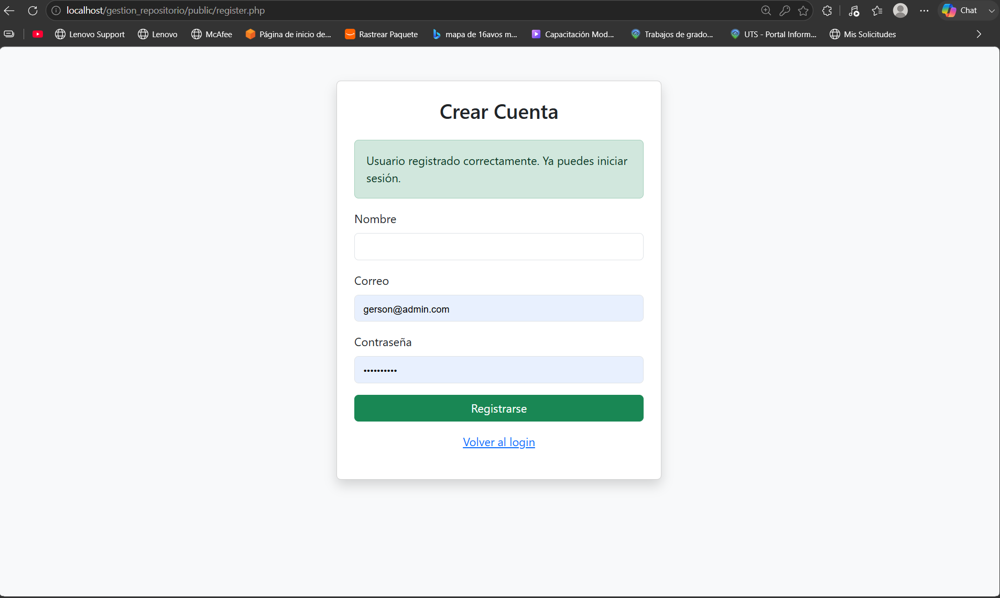 localhost/gestion_repositorio/public/register.php
Chat
Lenovo Support
Lenovo
McAfee
Página de inicio de...
Rastrear Paquete
mapa de 16avos m...
Capacitación Mod...
Trabajos de grado...
UTS - Portal Inform...
Mis Solicitudes
Crear Cuenta
Usuario registrado correctamente. Ya puedes iniciar
sesión.
Nombre
Correo
gerson@admin.com
Contraseña
••••••••••
Registrarse
Volver al login